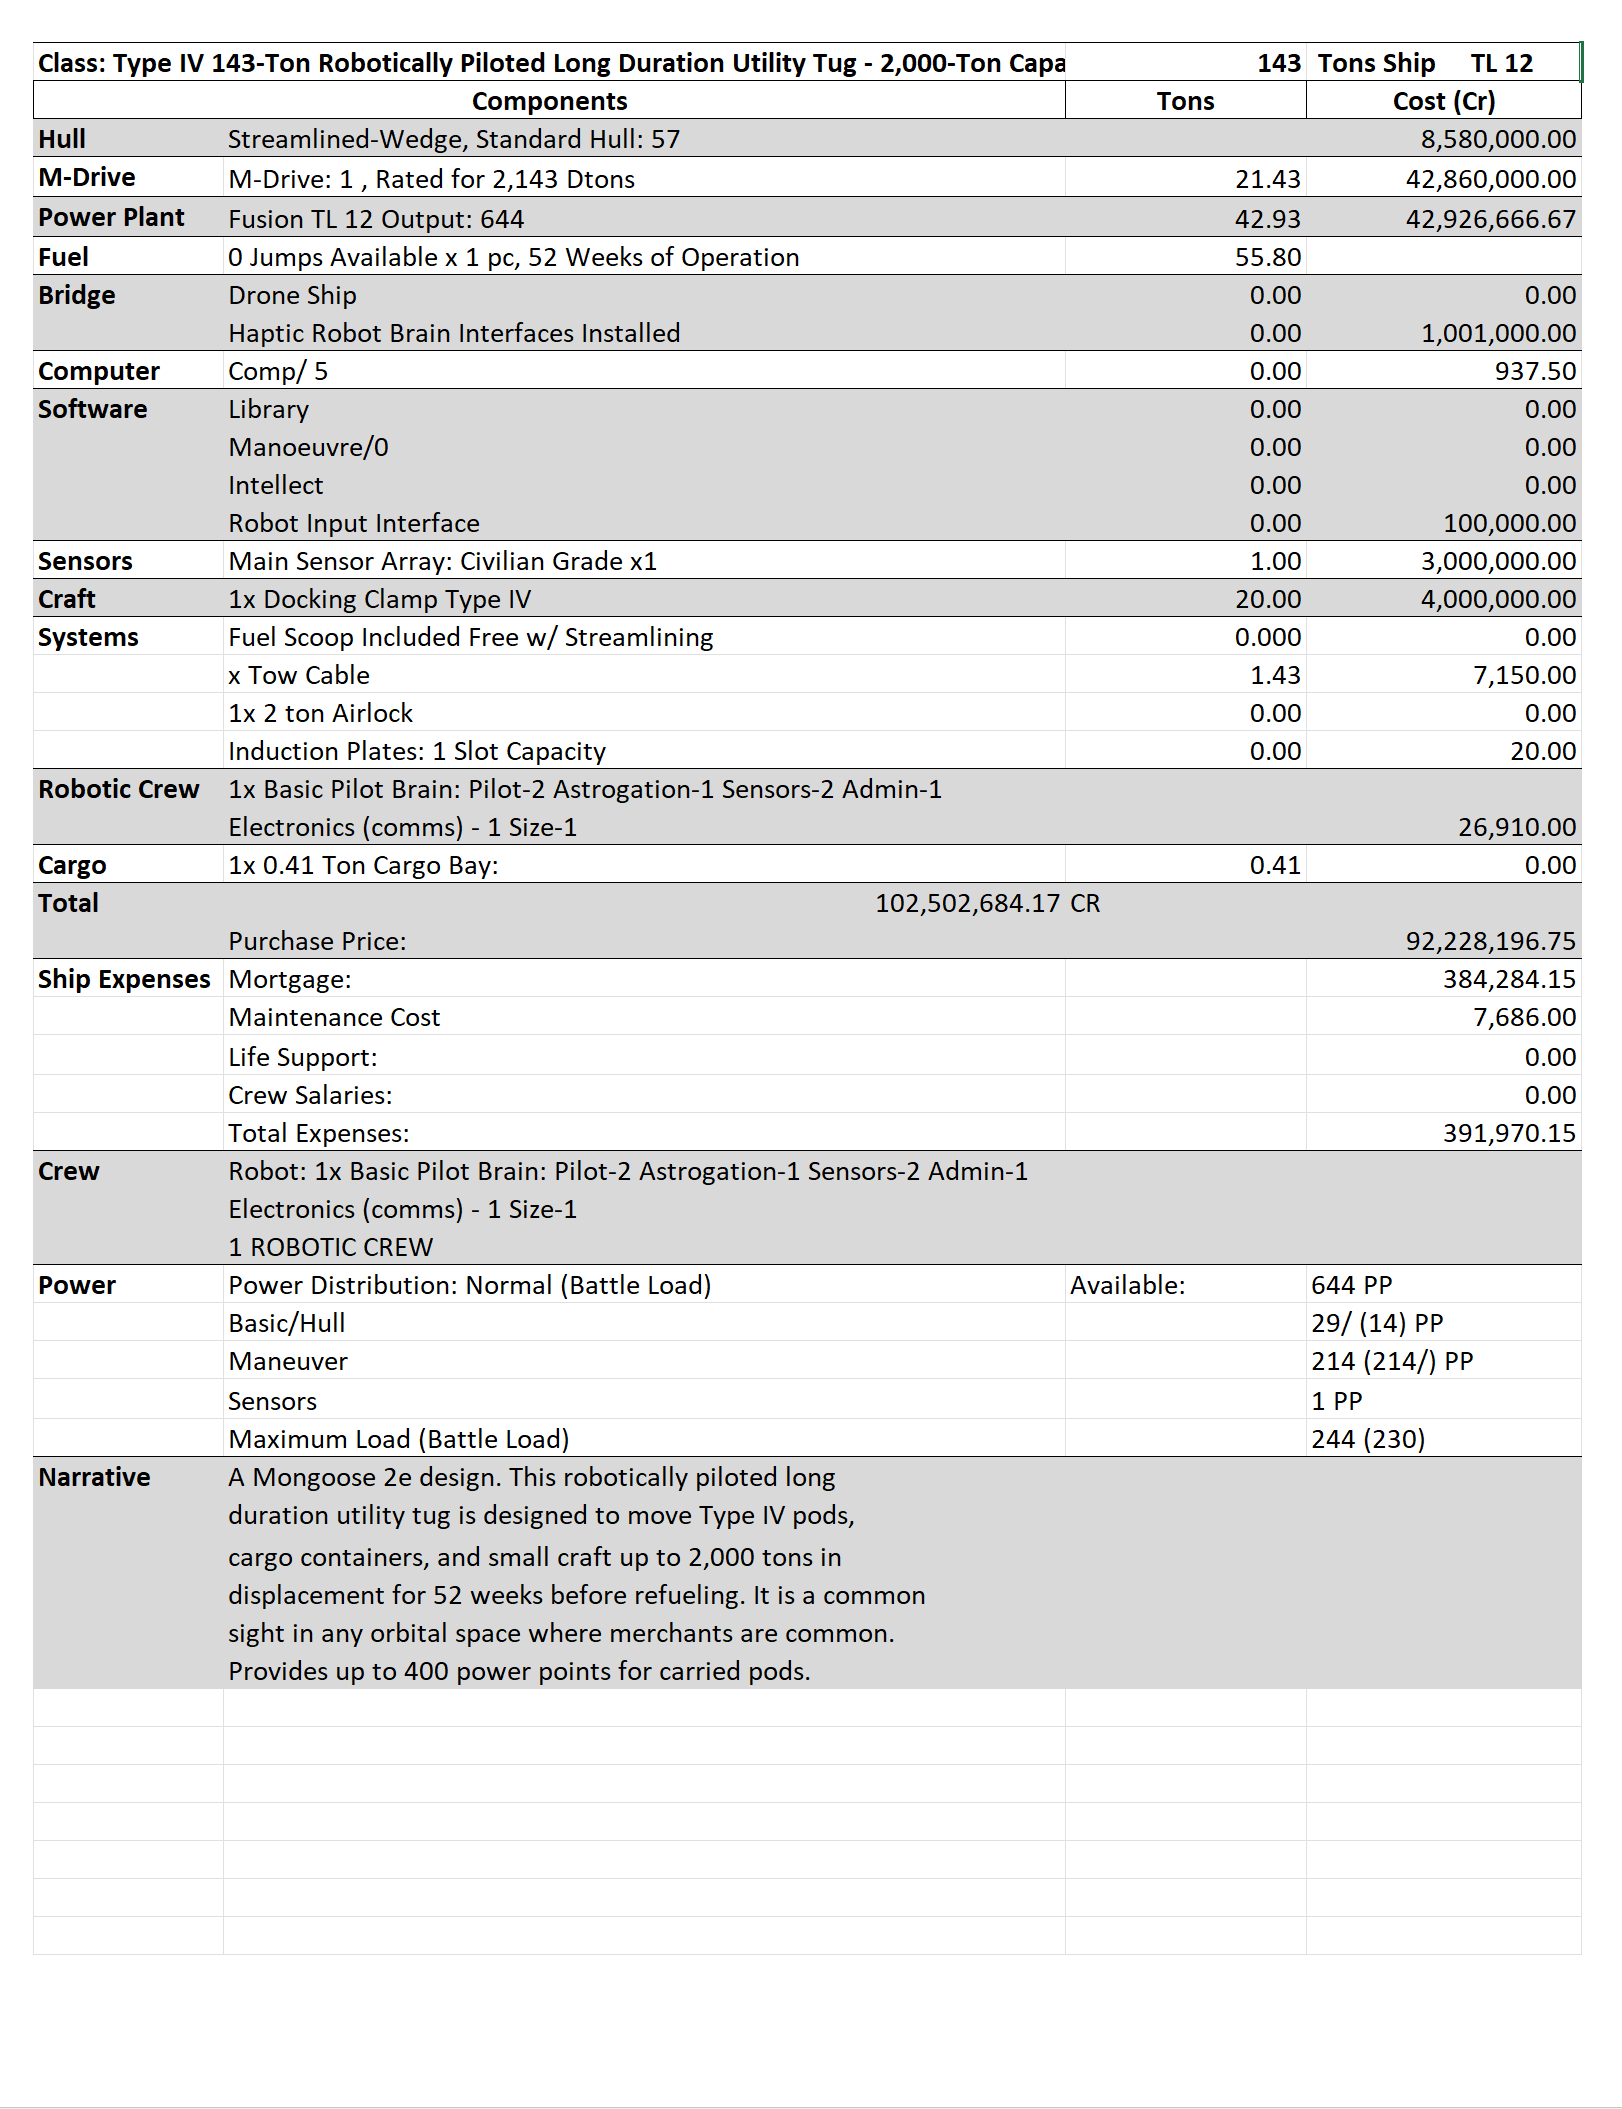 Class: Type IV 143-Ton Robotically Piloted Long Duration Utility Tug - 2,000-Ton Capa 143 Tons Ship TL 12
Components Tons Cost (Cr)
Hull Streamlined-Wedge, Standard Hull: 57 8,580,000.00
M-Drive M-Drive: 1 , Rated for 2,143 Dtons 21.43 42,860,000.00
Power Plant Fusion TL 12 Output: 644 42.93 42,926,666.67
Fuel 0 Jumps Available x 1 pc, 52 Weeks of Operation 55.80
Bridge Drone Ship 0.00 0.00
Haptic Robot Brain Interfaces Installed 0.00 1,001,000.00
Computer Comp/ 5 0.00 937.50
Software Library 0.00 0.00
Manoeuvre/0 0.00 0.00
Intellect 0.00 0.00
Robot Input Interface 0.00 100,000.00
Sensors Main Sensor Array: Civilian Grade x1 1.00 3,000,000.00
Craft 1x Docking Clamp Type IV 20.00 4,000,000.00
Systems Fuel Scoop Included Free w/ Streamlining 0.000 0.00
x Tow Cable 1.43 7,150.00
1x 2 ton Airlock 0.00 0.00
Induction Plates: 1 Slot Capacity 0.00 20.00
Robotic Crew 1x Basic Pilot Brain: Pilot-2 Astrogation-1 Sensors-2 Admin-1
Electronics (comms) - 1 Size-1 26,910.00
Cargo 1x 0.41 Ton Cargo Bay: 0.41 0.00
Total 102,502,684.17 CR
Purchase Price: 92,228,196.75
Ship Expenses Mortgage: 384,284.15
Maintenance Cost 7,686.00
Life Support: 0.00
Crew Salaries: 0.00
Total Expenses: 391,970.15
Crew Robot: 1x Basic Pilot Brain: Pilot-2 Astrogation-1 Sensors-2 Admin-1
Electronics (comms) - 1 Size-1
1 ROBOTIC CREW
Power Power Distribution: Normal (Battle Load) Available: 644 PP
Basic/Hull 29/ (14) PP
Maneuver 214 (214/) PP
Sensors 1 PP
Maximum Load (Battle Load) 244 (230)
Narrative A Mongoose 2e design. This robotically piloted long
duration utility tug is designed to move Type IV pods,
cargo containers, and small craft up to 2,000 tons in
displacement for 52 weeks before refueling. It is a common
sight in any orbital space where merchants are common.
Provides up to 400 power points for carried pods.